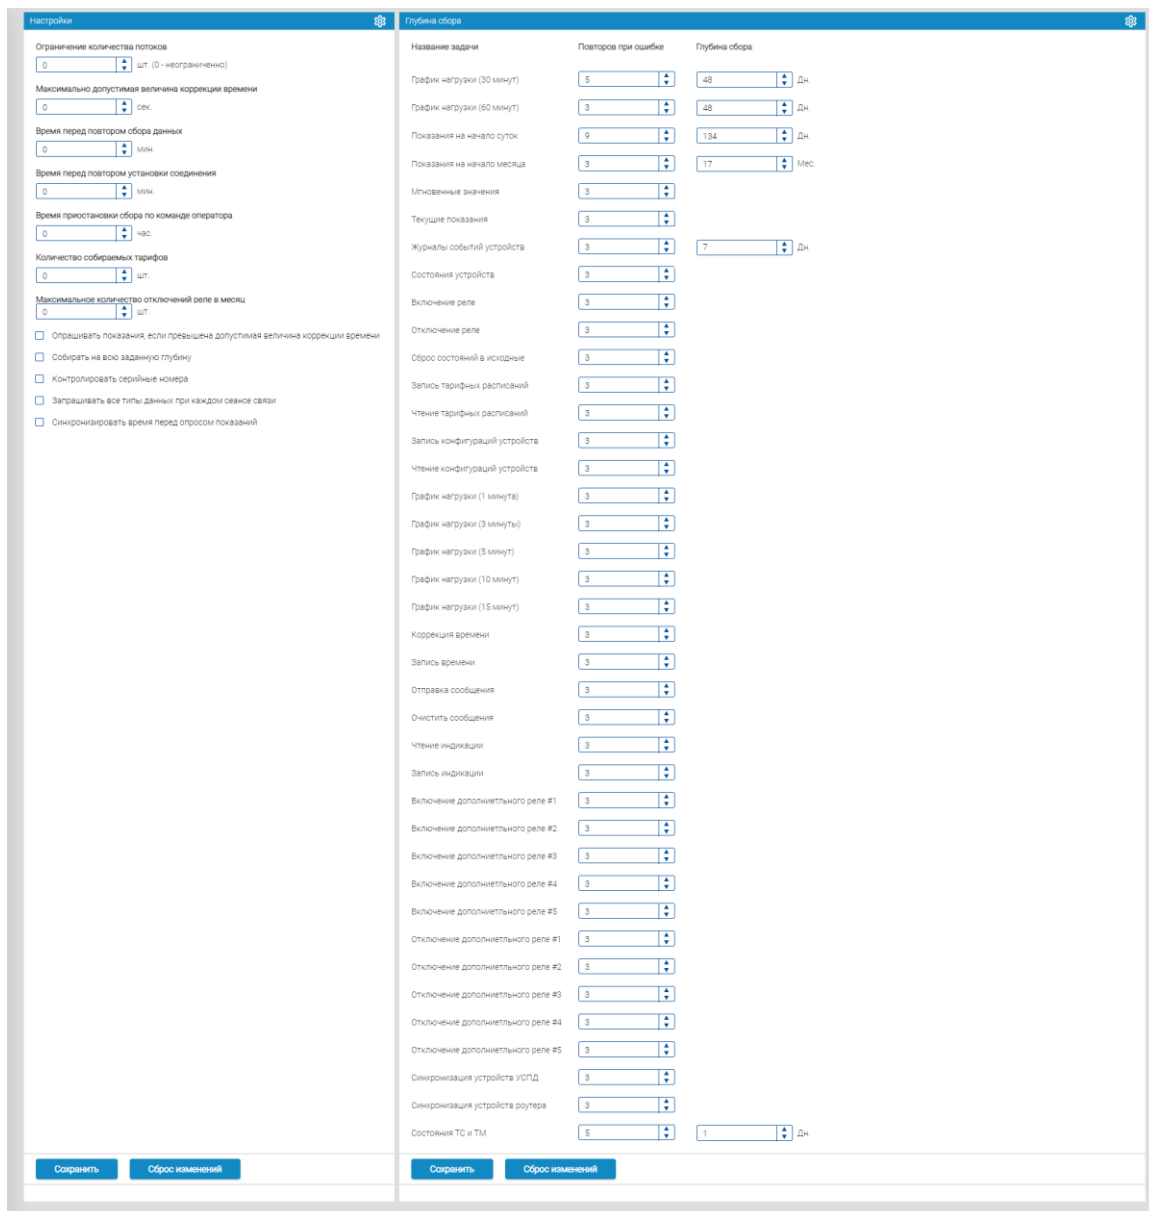 Настройки
Ограничение количества потоков
0 шт. (0 - неограниченно)
Максимально допустимая величина коррекции времени
0 сек.
Время перед повтором сбора данных
0 мин.
Время перед повтором установки соединения
0 мин.
Время приостановки сбора по команде оператора
0 час.
Количество собираемых тарифов
0 шт.
Максимальное количество отключений реле в месяц
0 шт.
Опрашивать показания, если превышена допустимая величина коррекции времени
Собирать на всю заданную глубину
Контролировать серийные номера
Запрашивать все типы данных при каждом сеансе связи
Синхронизировать время перед опросом показаний
Сохранить Сброс изменений
Глубина сбора
Название задачи Повторов при ошибке Глубина сбора
График нагрузки (30 минут) 5 48 Дн.
График нагрузки (60 минут) 3 48 Дн.
Показания на начало суток 9 134 Дн.
Показания на начало месяца 3 17 Мес.
Мгновенные значения 3
Текущие показания 3
Журналы событий устройств 3 7 Дн.
Состояния устройств 3
Включение реле 3
Отключение реле 3
Сброс состояний в исходные 3
Запись тарифных расписаний 3
Чтение тарифных расписаний 3
Запись конфигураций устройств 3
Чтение конфигураций устройств 3
График нагрузки (1 минута) 3
График нагрузки (3 минуты) 3
График нагрузки (5 минут) 3
График нагрузки (10 минут) 3
График нагрузки (15 минут) 3
Коррекция времени 3
Запись времени 3
Отправка сообщения 3
Очистить сообщения 3
Чтение индикации 3
Запись индикации 3
Включение дополниетльного реле #1 3
Включение дополниетльного реле #2 3
Включение дополниетльного реле #3 3
Включение дополниетльного реле #4 3
Включение дополниетльного реле #5 3
Отключение дополниетльного реле #1 3
Отключение дополниетльного реле #2 3
Отключение дополниетльного реле #3 3
Отключение дополниетльного реле #4 3
Отключение дополниетльного реле #5 3
Синхронизация устройств УСПД 3
Синхронизация устройств роутера 3
Состояния ТС и ТМ 5 1 Дн.
Сохранить Сброс изменений